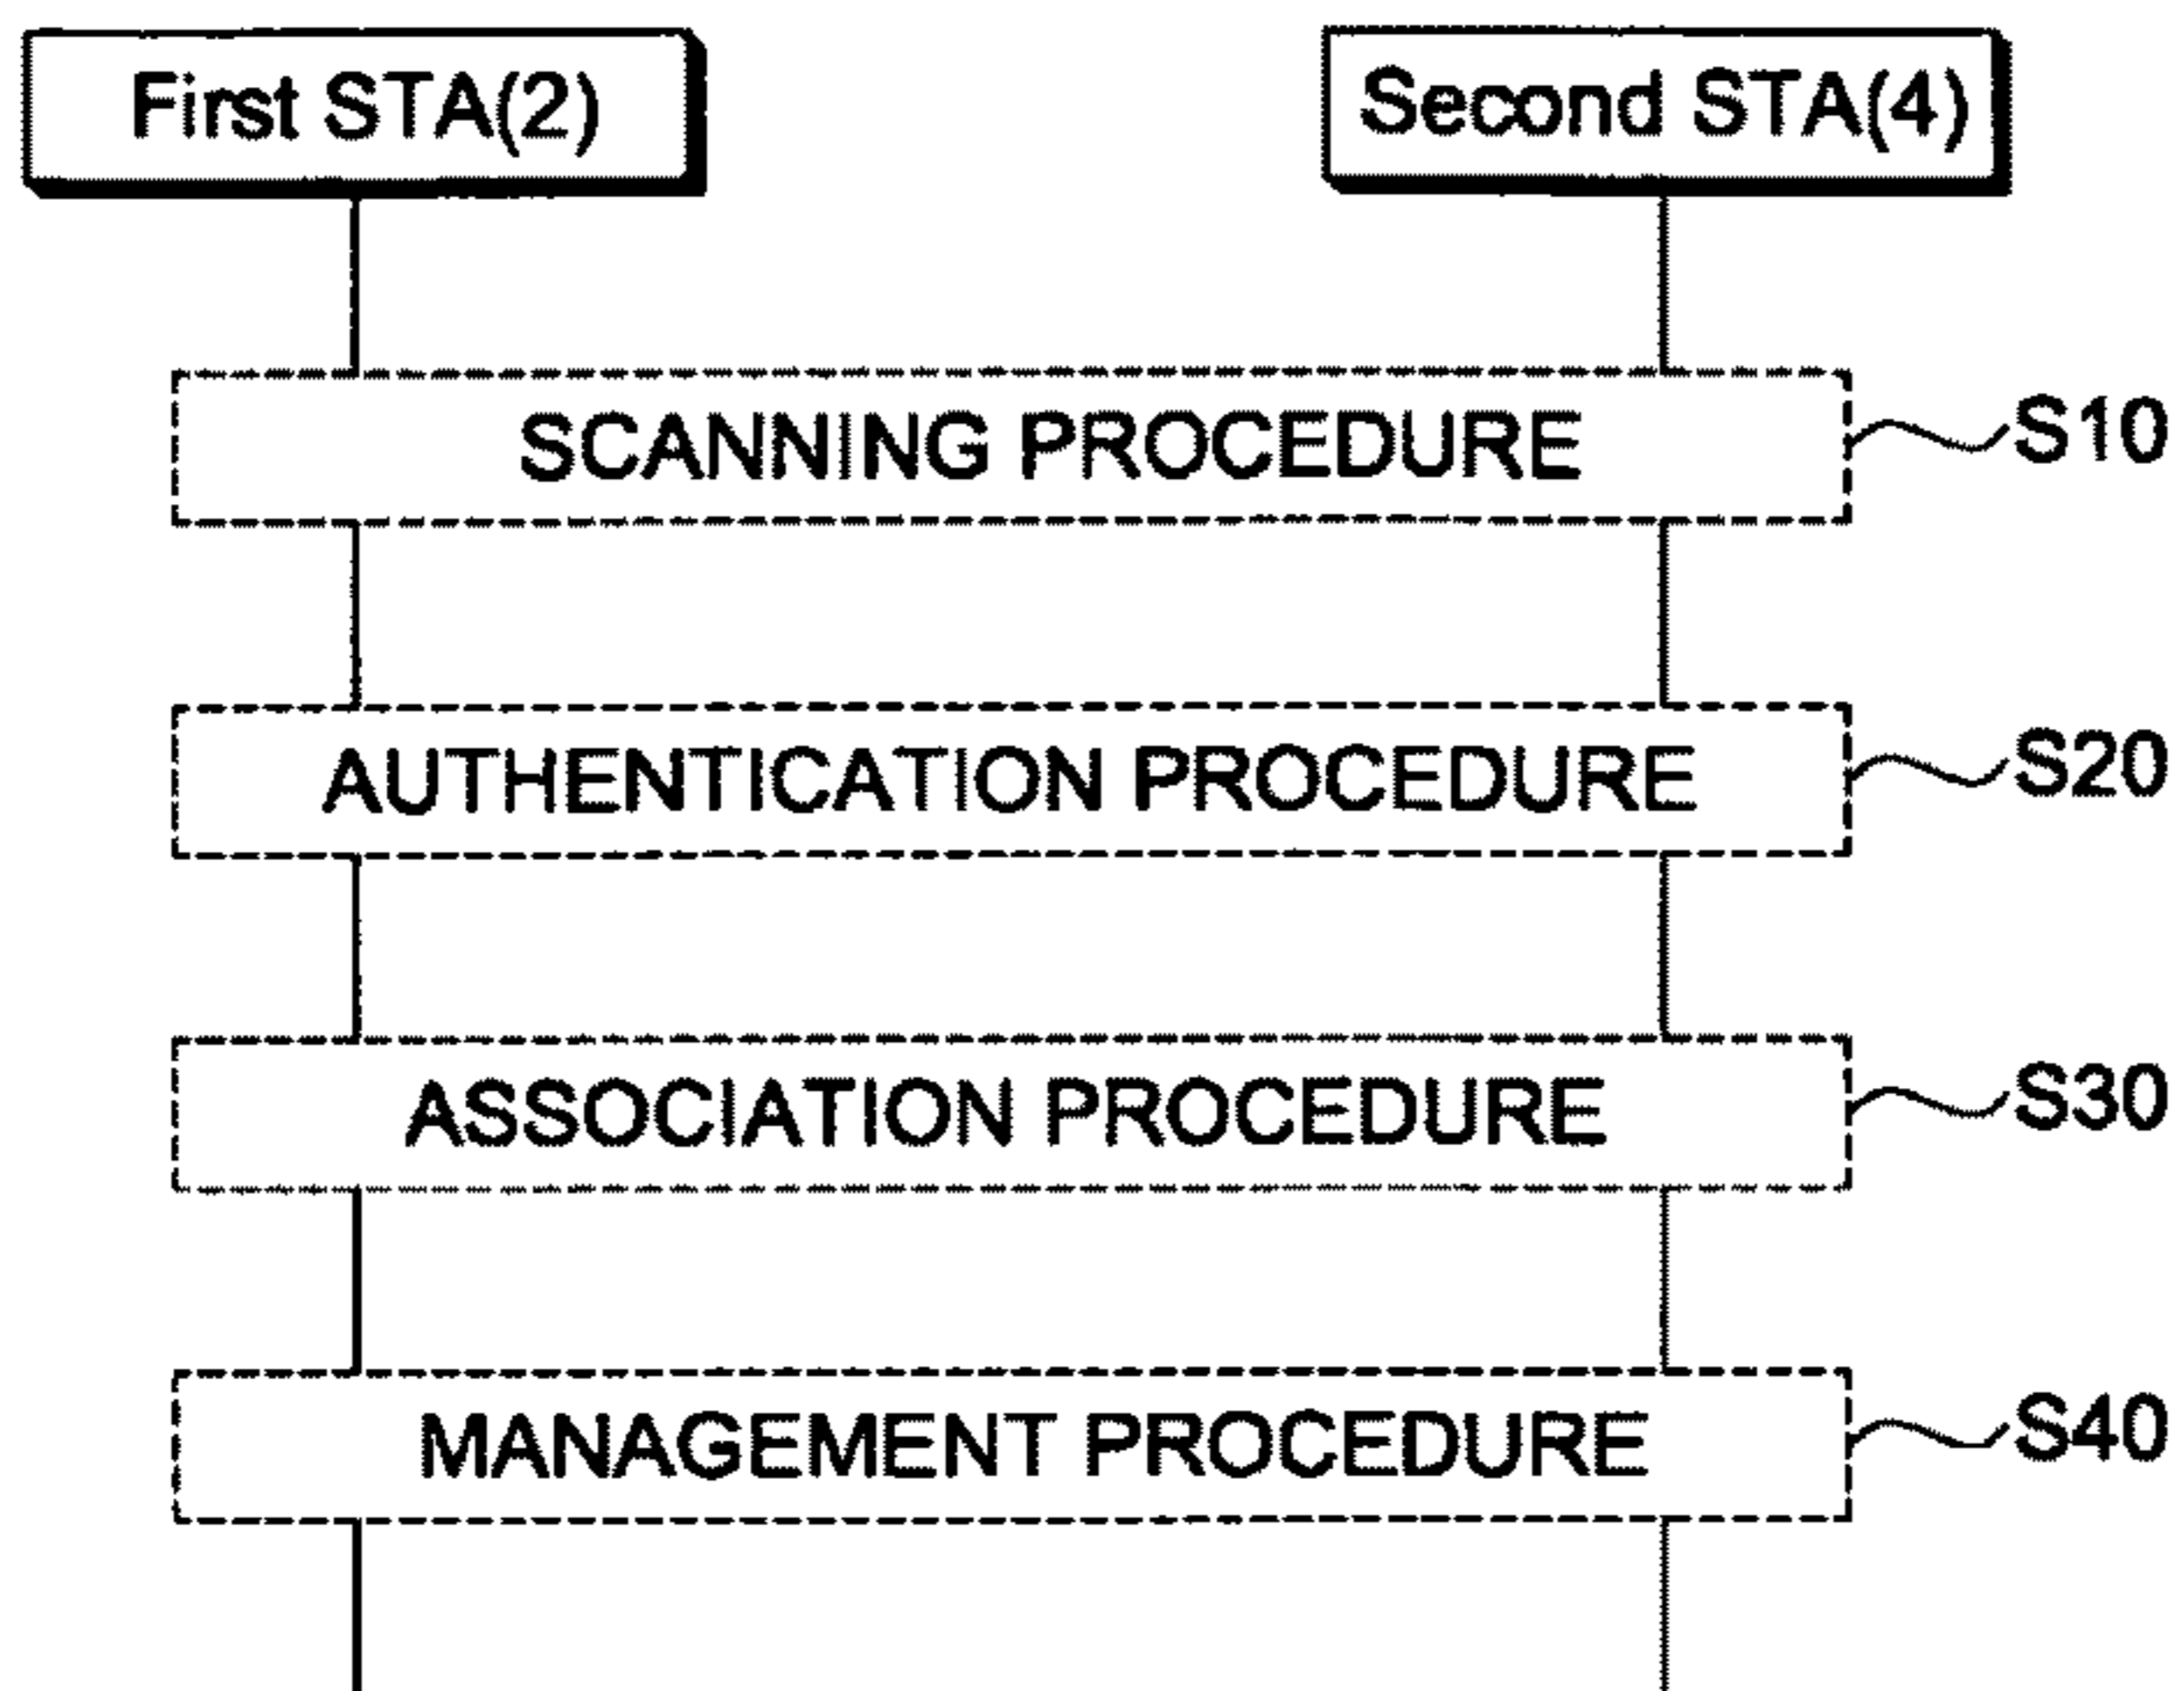 First STA(2)
Second STA(4)
SCANNING PROCEDURE
S10
AUTHENTICATION PROCEDURE
S20
ASSOCIATION PROCEDURE
S30
MANAGEMENT PROCEDURE
S40